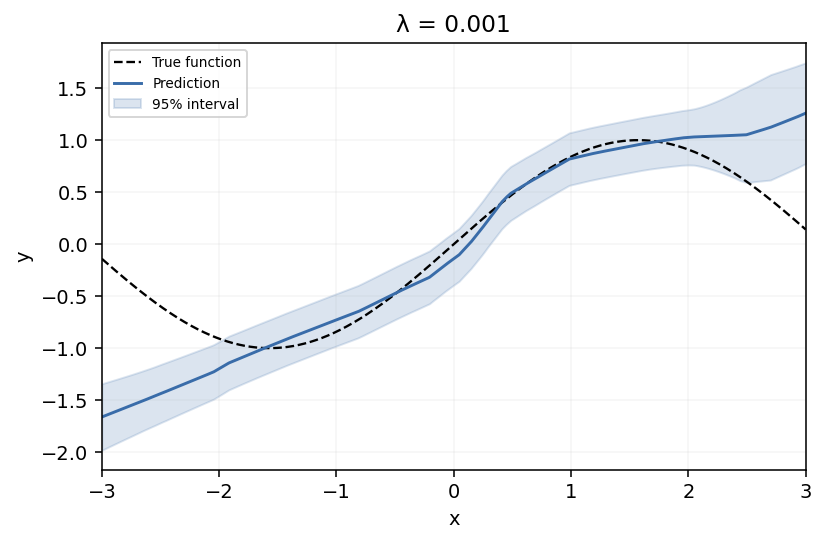 λ = 0.001
True function
Prediction
95% interval
y
1.5
1.0
0.5
0.0
−0.5
−1.0
−1.5
−2.0
−3
−2
−1
0
1
2
3
x